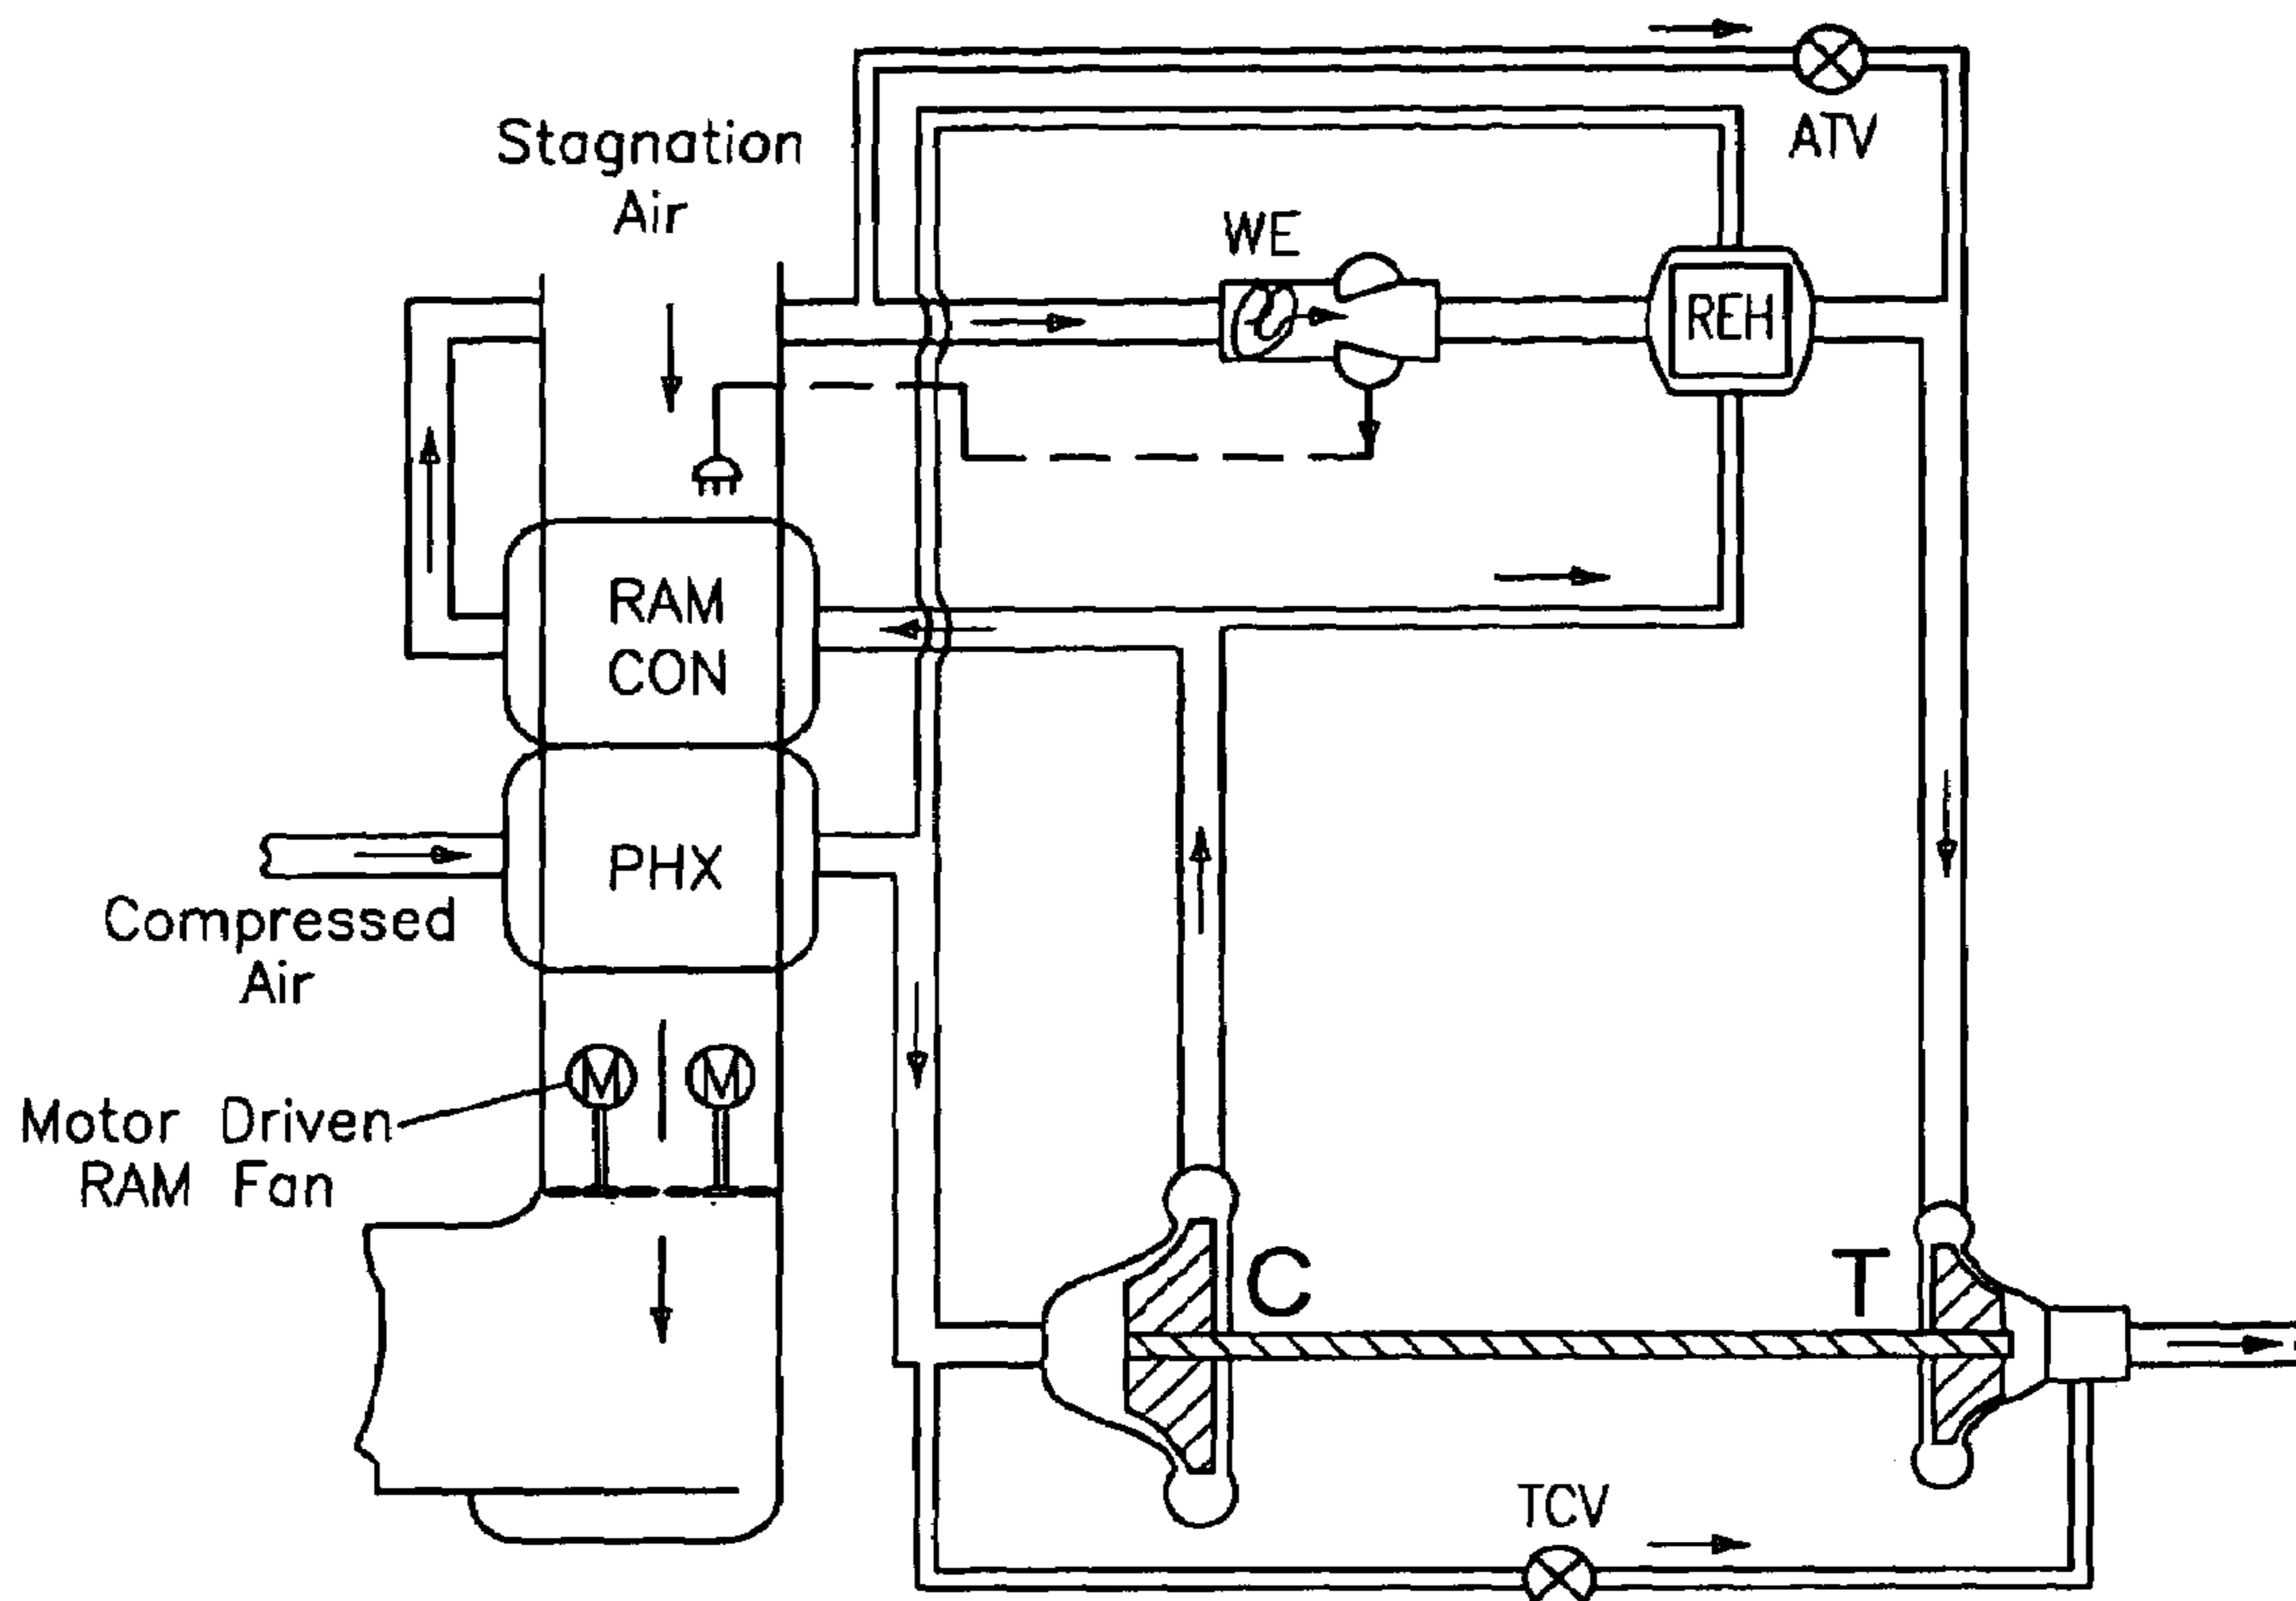 ATV
Stagnation
Air
WE
REH
RAM
CON
PHX
Compressed
Air
M M
Motor Driven
RAM Fan
C
T
TCV